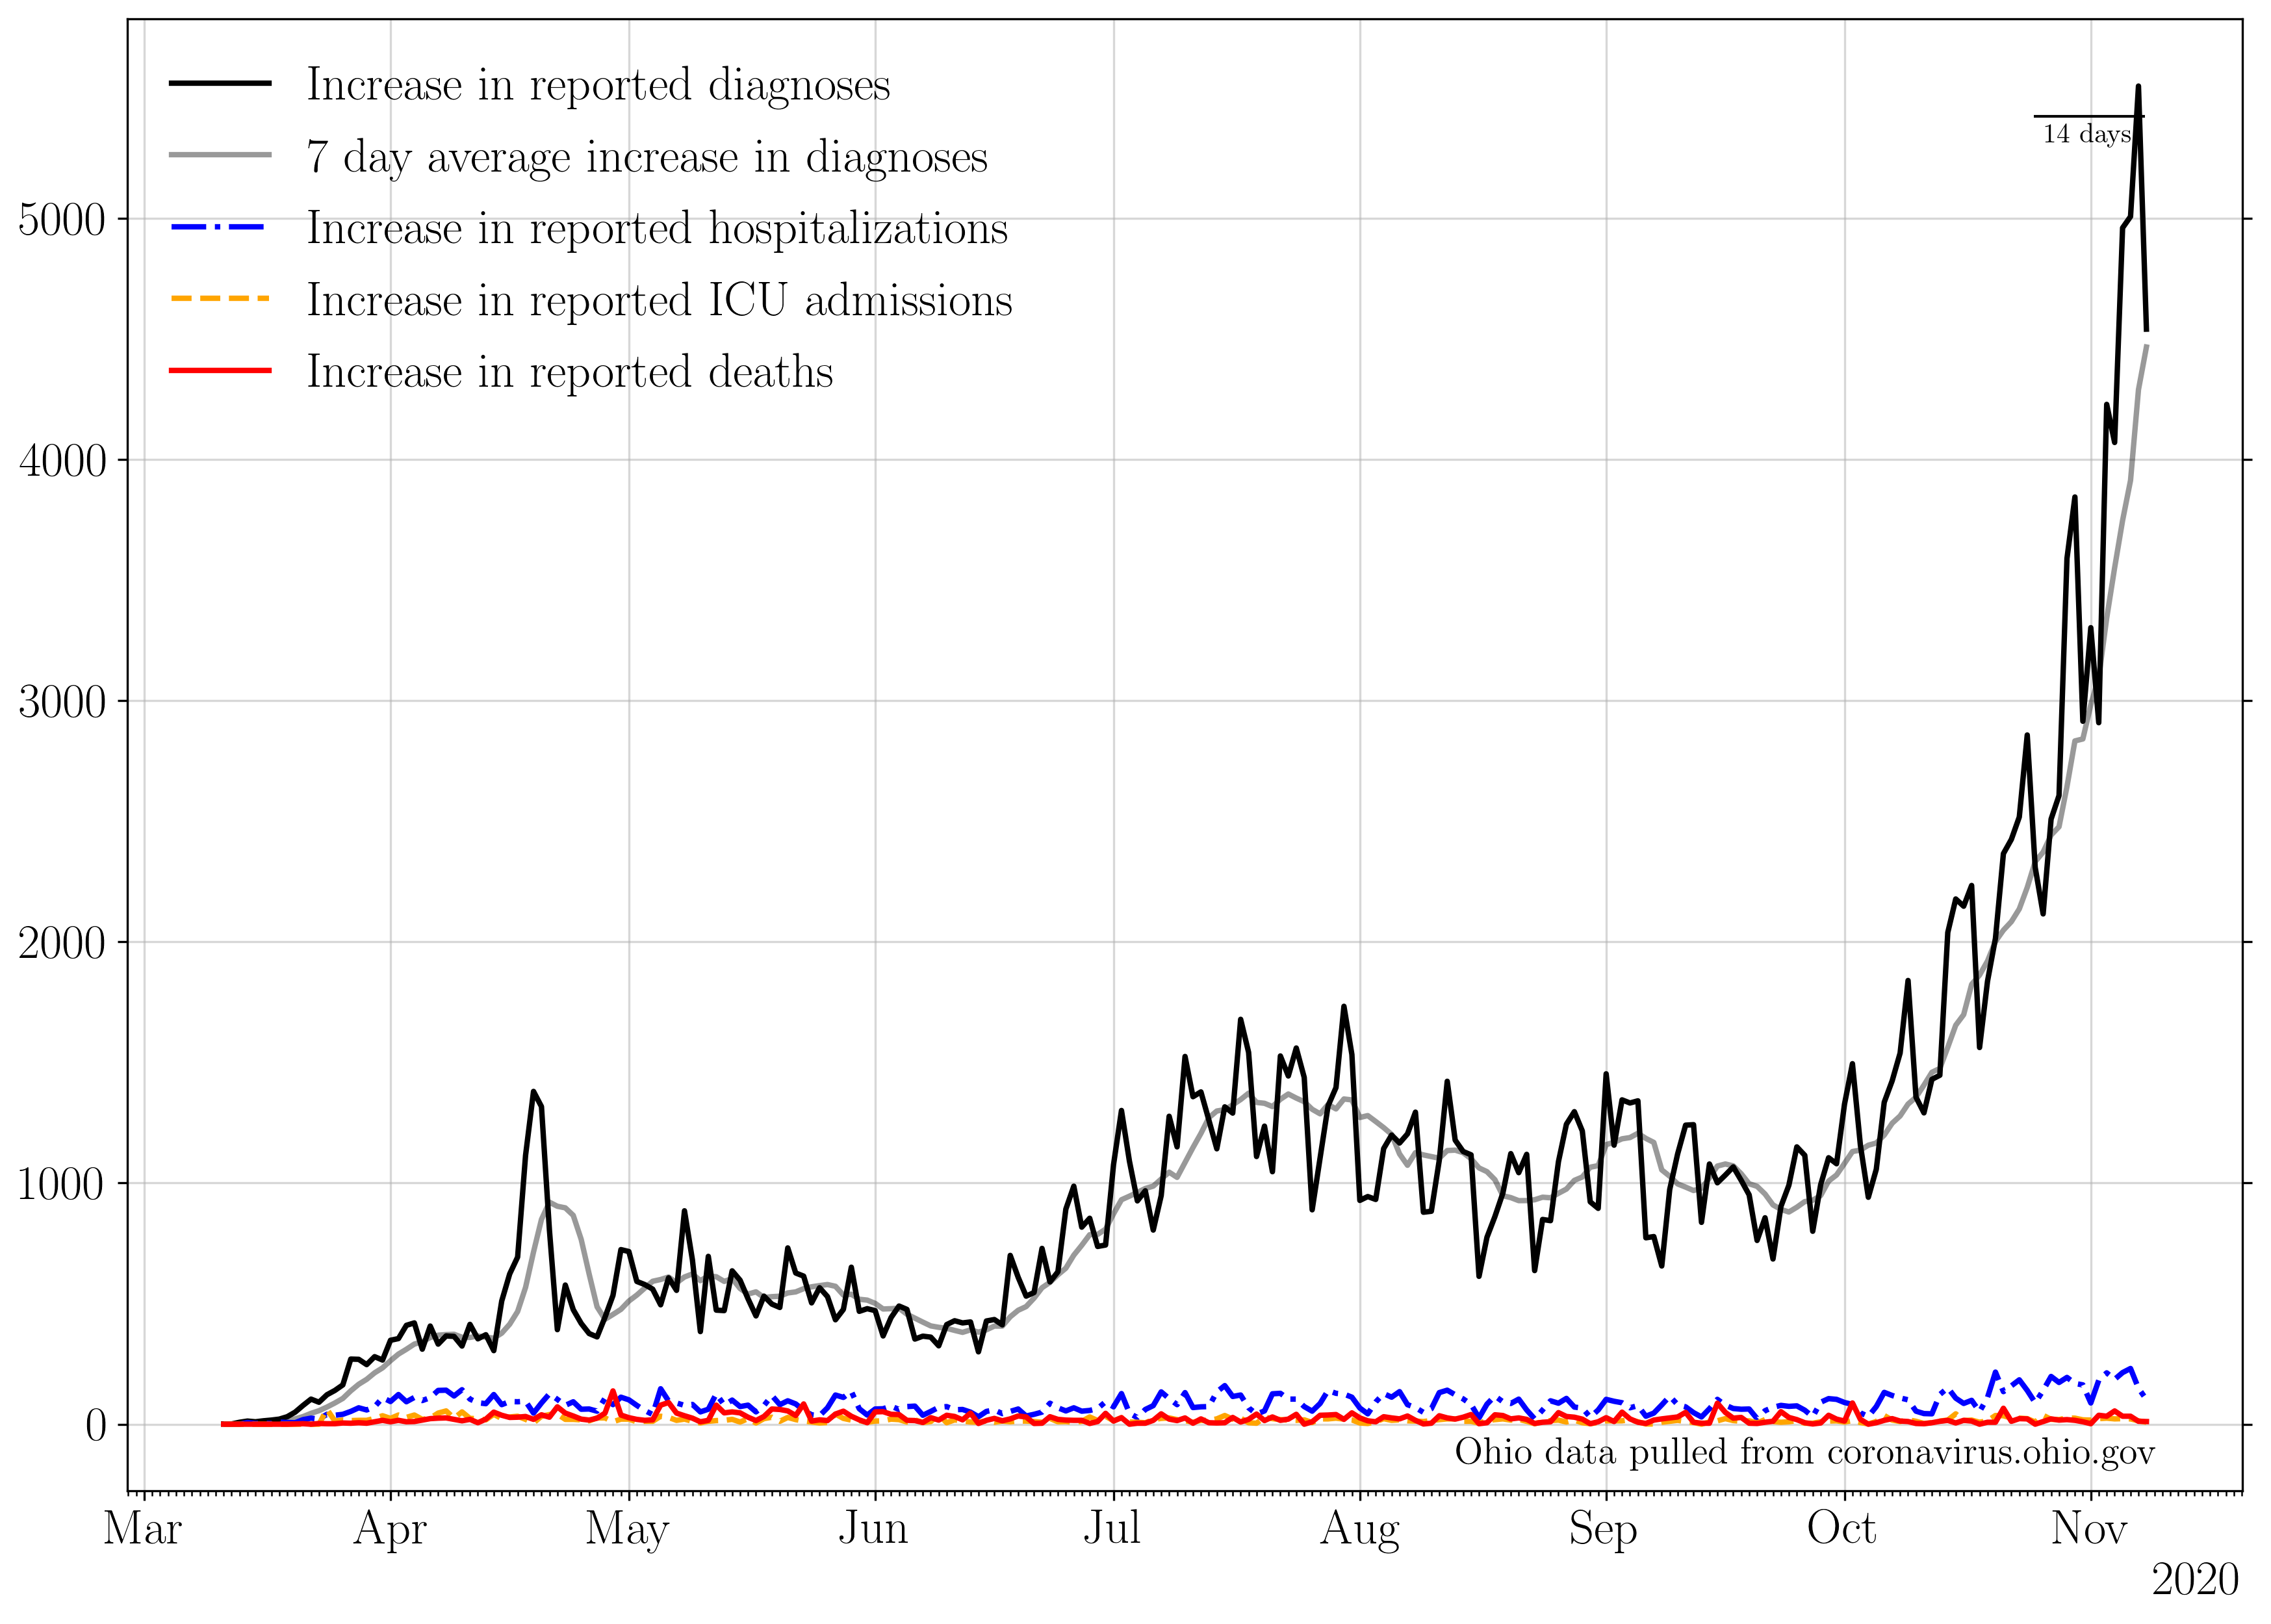 Increase in reported diagnoses
7 day average increase in diagnoses
Increase in reported hospitalizations
Increase in reported ICU admissions
Increase in reported deaths
14 days
5000
4000
3000
2000
1000
0
Ohio data pulled from coronavirus.ohio.gov
Mar Apr May Jun Jul Aug Sep Oct Nov
2020